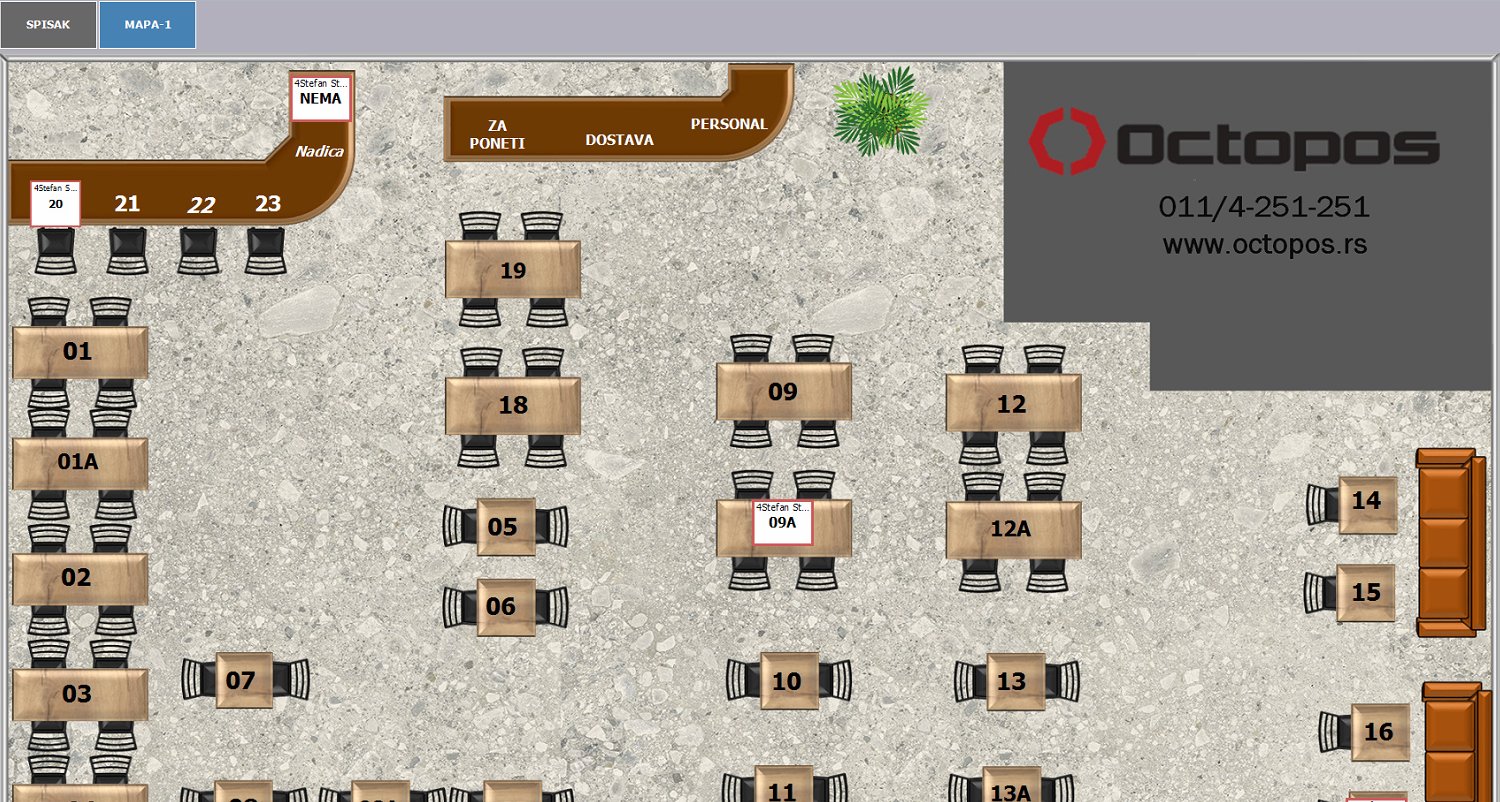 SPISAK
MAPA-1
4Stefan St...
NEMA
Nadica
4Stefan S...
20
21
22
23
ZA
PONETI
DOSTAVA
PERSONAL
Octopos
011/4-251-251
www.octopos.rs
19
01
18
09
12
01A
14
05
4Stefan St...
09A
12A
02
06
15
03
07
10
13
16
11
13A